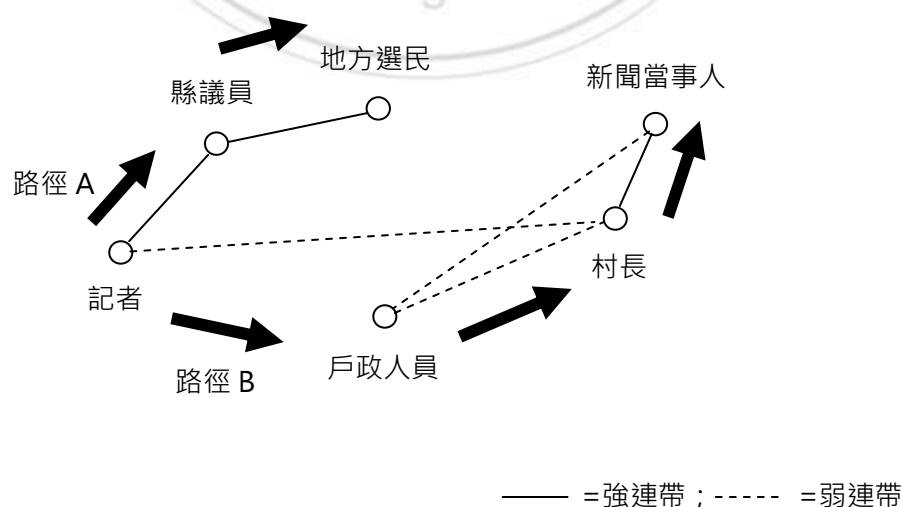 地方選民
縣議員
新聞當事人
路徑 A
村長
記者
戶政人員
路徑 B
=強連帶；----- =弱連帶